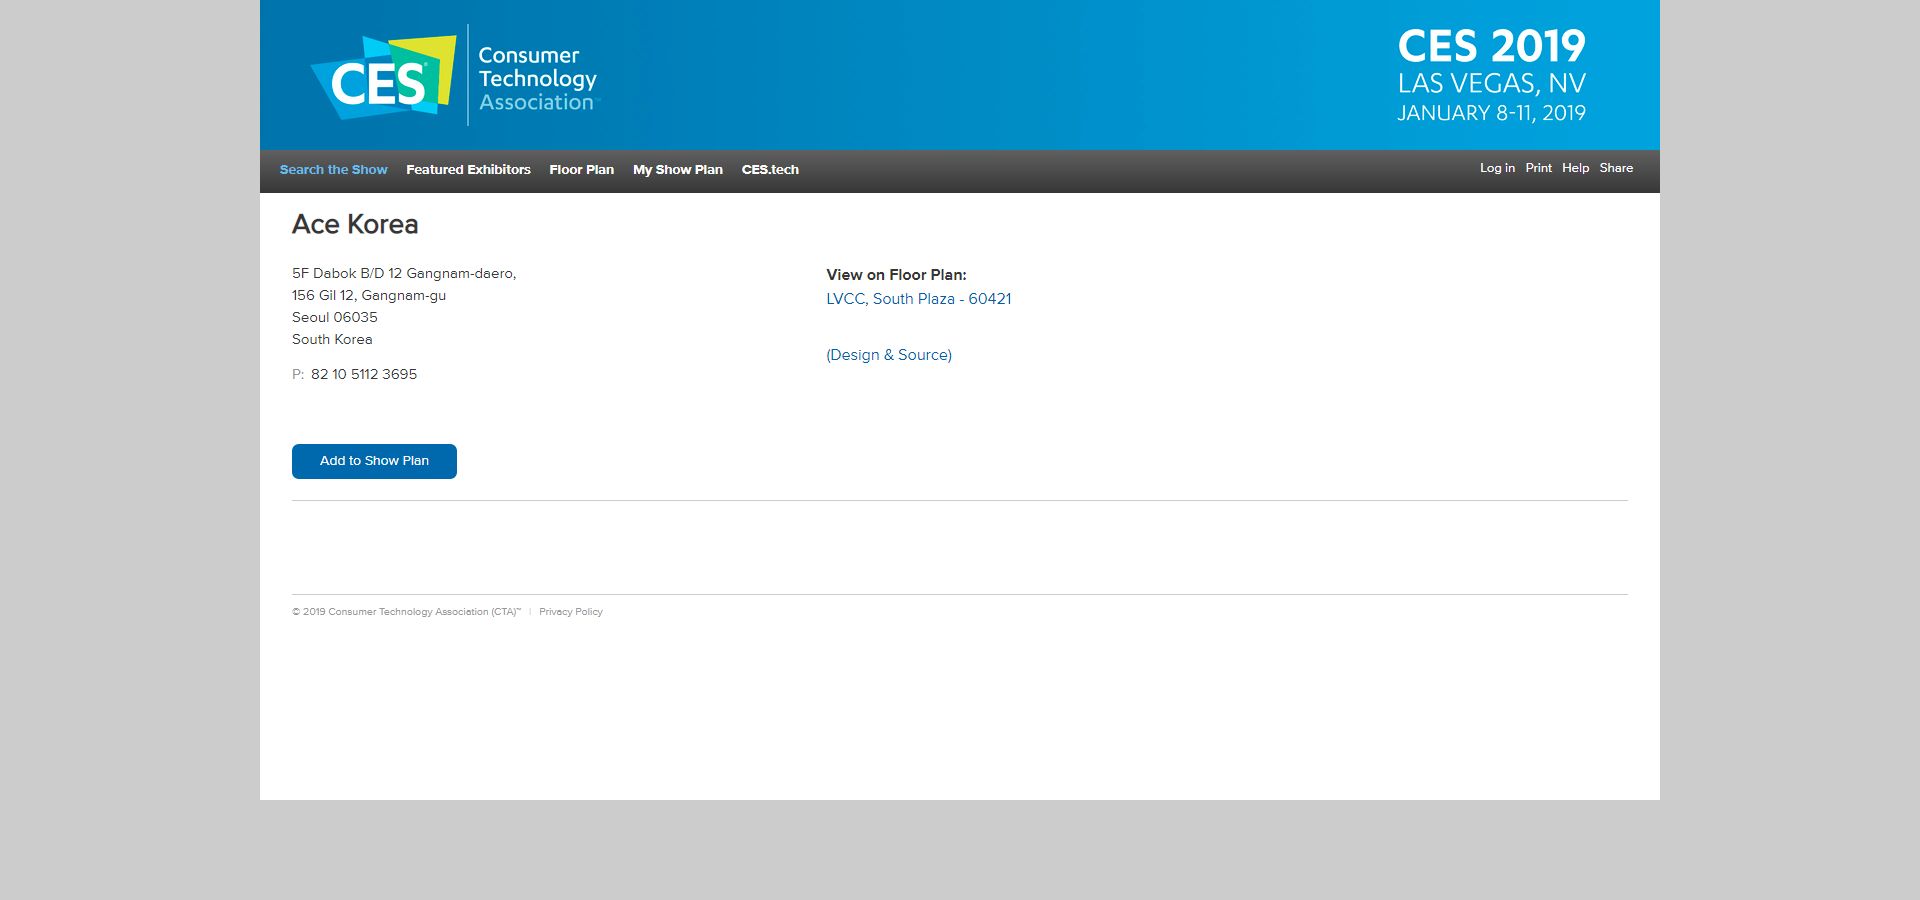 CES®
Consumer
Technology
Association™
CES 2019
LAS VEGAS, NV
JANUARY 8-11, 2019
Search the Show Featured Exhibitors Floor Plan My Show Plan CES.tech Log in Print Help Share
Ace Korea
5F Dabok B/D 12 Gangnam-daero,
156 Gil 12, Gangnam-gu
Seoul 06035
South Korea
P: 82 10 5112 3695
View on Floor Plan:
LVCC, South Plaza - 60421
(Design & Source)
Add to Show Plan
© 2019 Consumer Technology Association (CTA)™ | Privacy Policy